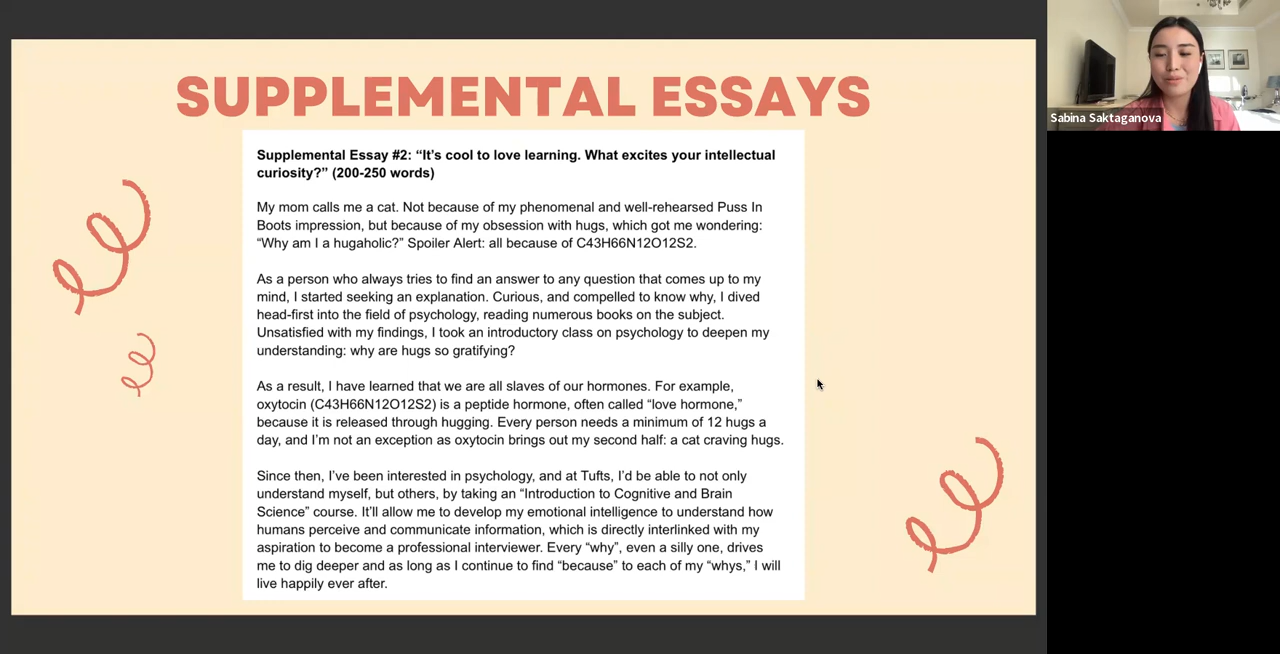 SUPPLEMENTAL ESSAYS
Supplemental Essay #2: “It’s cool to love learning. What excites your intellectual
curiosity?” (200-250 words)
My mom calls me a cat. Not because of my phenomenal and well-rehearsed Puss In
Boots impression, but because of my obsession with hugs, which got me wondering:
“Why am I a hugaholic?” Spoiler Alert: all because of C43H66N12O12S2.
As a person who always tries to find an answer to any question that comes up to my
mind, I started seeking an explanation. Curious, and compelled to know why, I dived
head-first into the field of psychology, reading numerous books on the subject.
Unsatisfied with my findings, I took an introductory class on psychology to deepen my
understanding: why are hugs so gratifying?
As a result, I have learned that we are all slaves of our hormones. For example,
oxytocin (C43H66N12O12S2) is a peptide hormone, often called “love hormone,”
because it is released through hugging. Every person needs a minimum of 12 hugs a
day, and I’m not an exception as oxytocin brings out my second half: a cat craving hugs.
Since then, I’ve been interested in psychology, and at Tufts, I’d be able to not only
understand myself, but others, by taking an “Introduction to Cognitive and Brain
Science” course. It’ll allow me to develop my emotional intelligence to understand how
humans perceive and communicate information, which is directly interlinked with my
aspiration to become a professional interviewer. Every “why”, even a silly one, drives
me to dig deeper and as long as I continue to find “because” to each of my “whys,” I will
live happily ever after.
Sabina Saktaganova